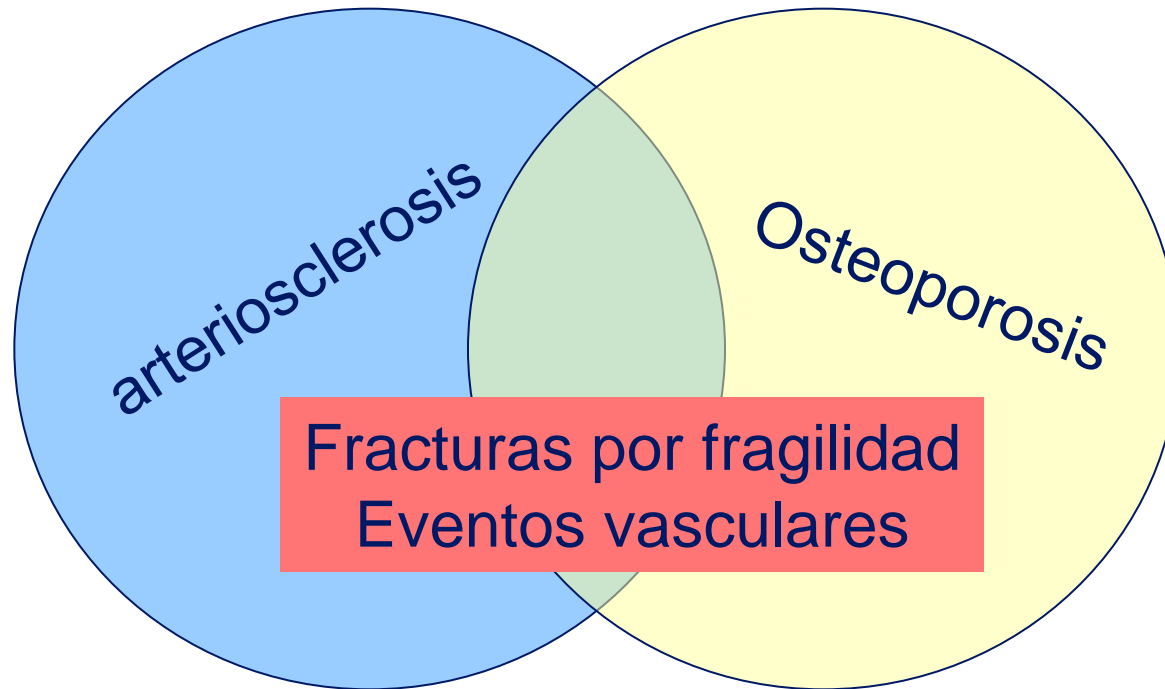 arteriosclerosis
Osteoporosis
Fracturas por fragilidad
Eventos vasculares